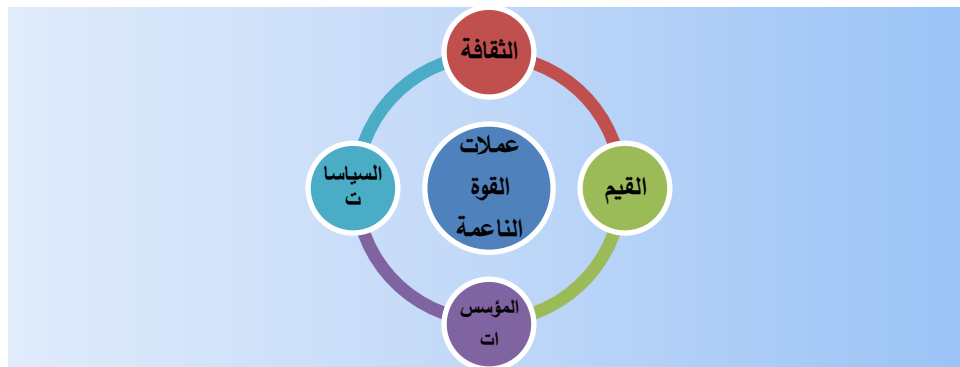 الثقافة
عملات
القوة
الناعمة
القيم
السياسا
ت
المؤسس
ات